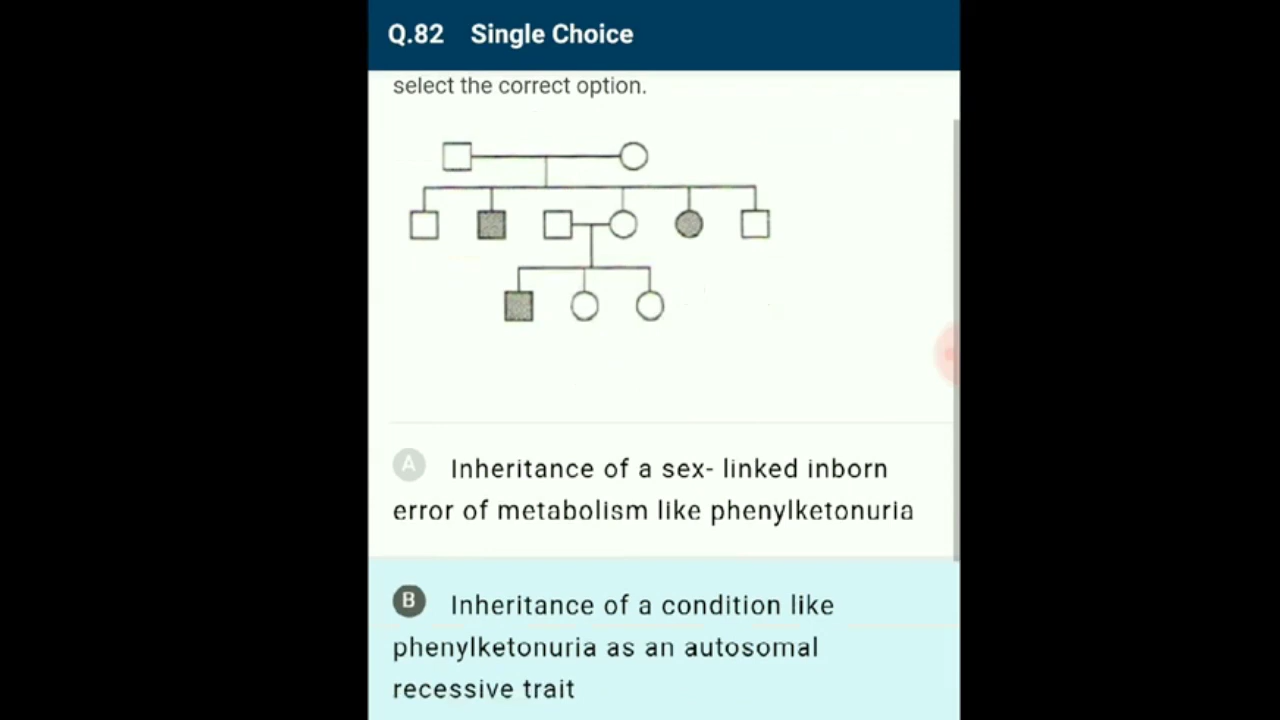 Q.82 Single Choice
select the correct option.
A Inheritance of a sex- linked inborn
error of metabolism like phenylketonuria
B Inheritance of a condition like
phenylketonuria as an autosomal
recessive trait